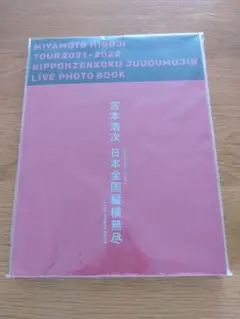 MIYAMOTO HIROJI
TOUR2021-2022
NIPPONZENKOKU JUUOUMUJIN
LIVE PHOTO BOOK
宮本浩次 日本全国縦横無尽